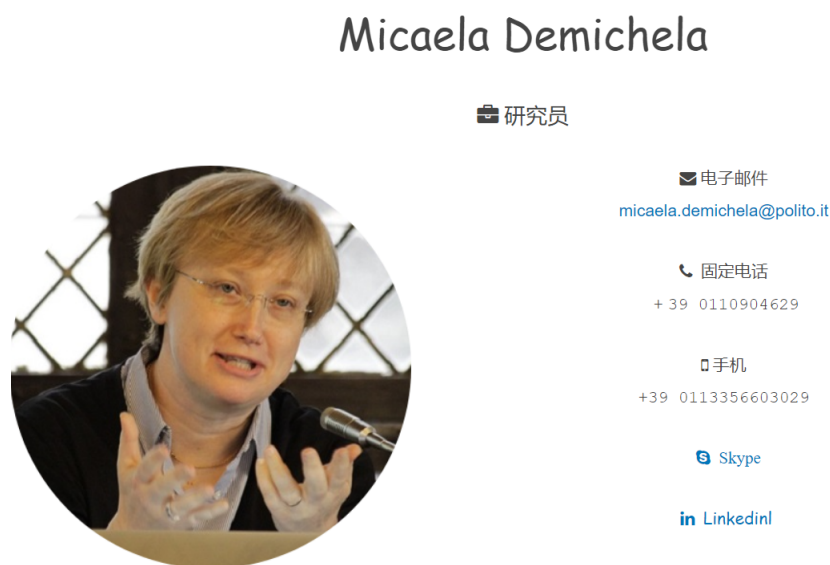 Micaela Demichela
研究员
电子邮件
micaela.demichela@polito.it
固定电话
+ 39 0110904629
手机
+39 0113356603029
Skype
in Linkedinl